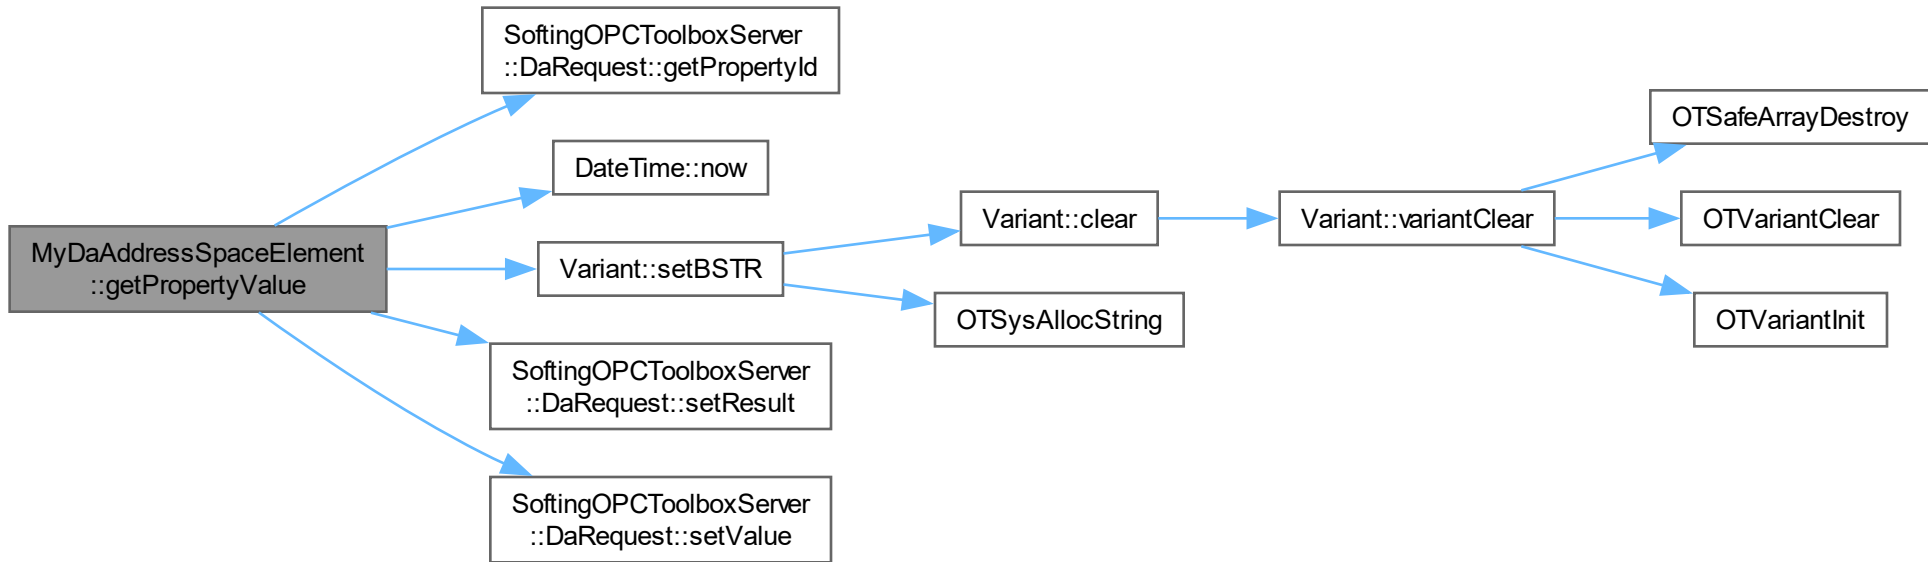 MyDaAddressSpaceElement
::getPropertyValue
SoftingOPCToolboxServer
::DaRequest::getPropertyId
DateTime::now
Variant::setBSTR
SoftingOPCToolboxServer
::DaRequest::setResult
SoftingOPCToolboxServer
::DaRequest::setValue
Variant::clear
OTSysAllocString
Variant::variantClear
OTSafeArrayDestroy
OTVariantClear
OTVariantInit